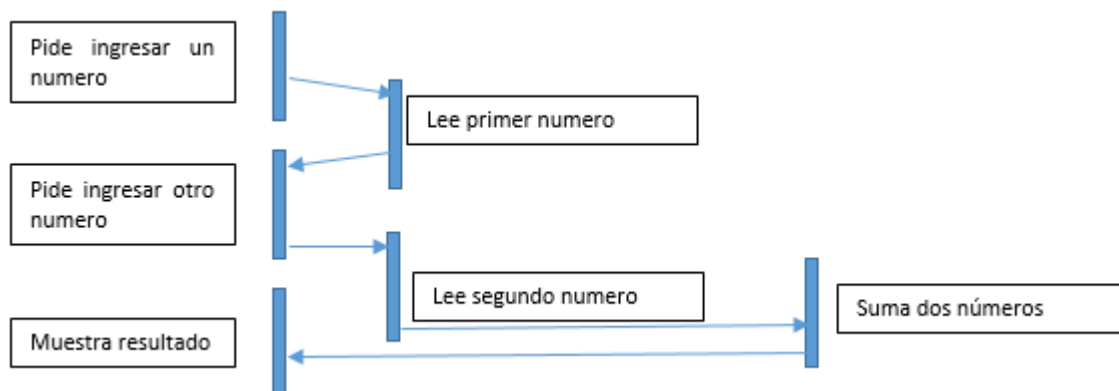 Pide ingresar un
numero
Lee primer numero
Pide ingresar otro
numero
Lee segundo numero
Suma dos números
Muestra resultado